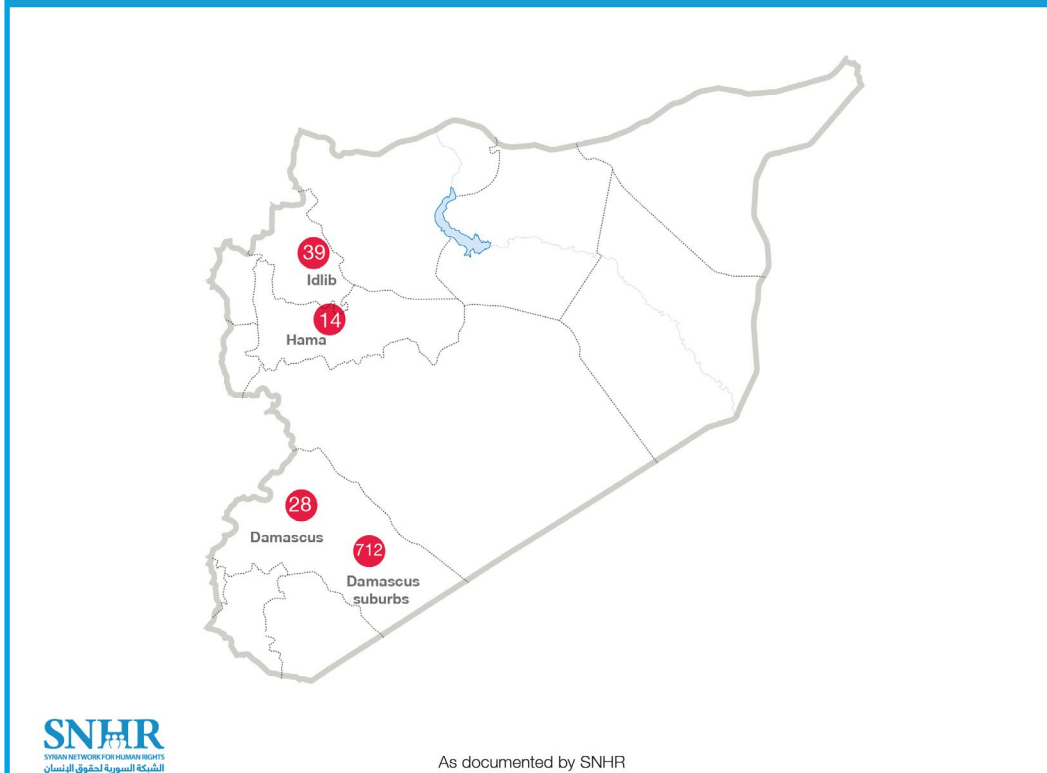 39
Idlib
14
Hama
28
Damascus
712
Damascus
suburbs
SNHR
SYRIAN NETWORK FOR HUMAN RIGHTS
الشبكة السورية لحقوق الإنسان
As documented by SNHR